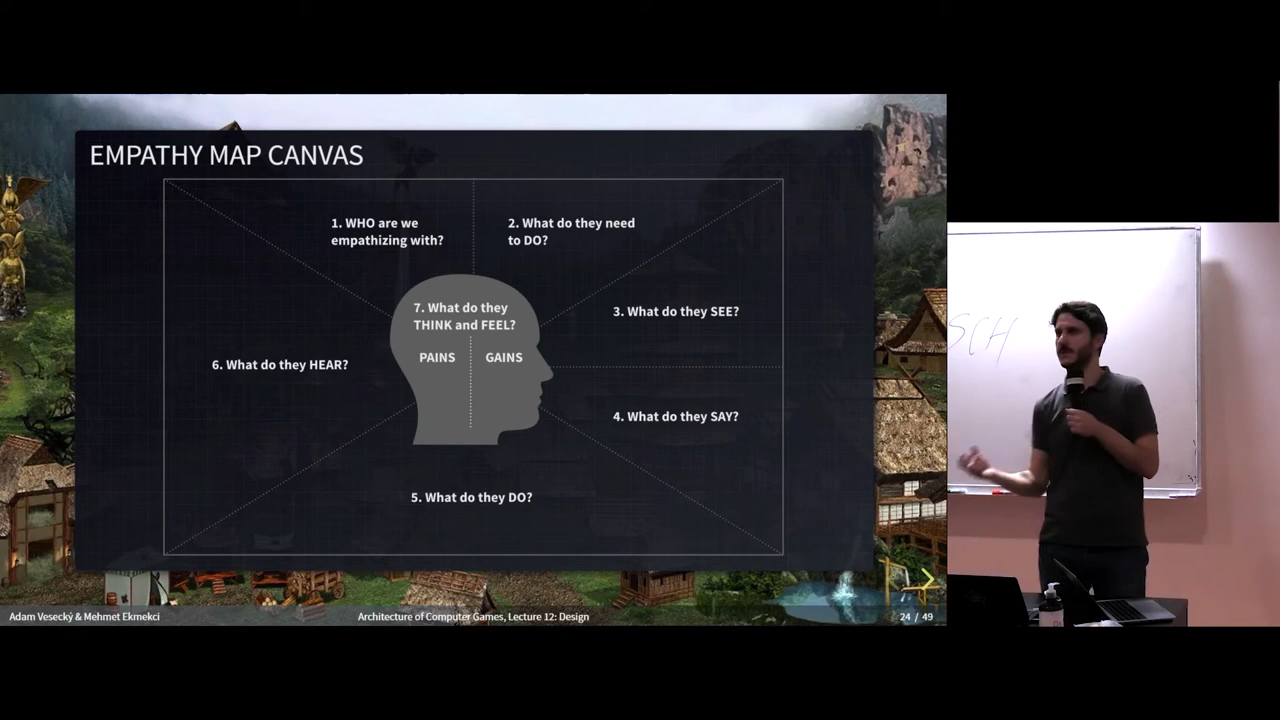 EMPATHY MAP CANVAS
1. WHO are we
empathizing with?
2. What do they need
to DO?
7. What do they
THINK and FEEL?
PAINS
GAINS
3. What do they SEE?
6. What do they HEAR?
4. What do they SAY?
5. What do they DO?
SCH
Adam Vesecký & Mehmet Ekmekci
Architecture of Computer Games, Lecture 12: Design
24 / 49